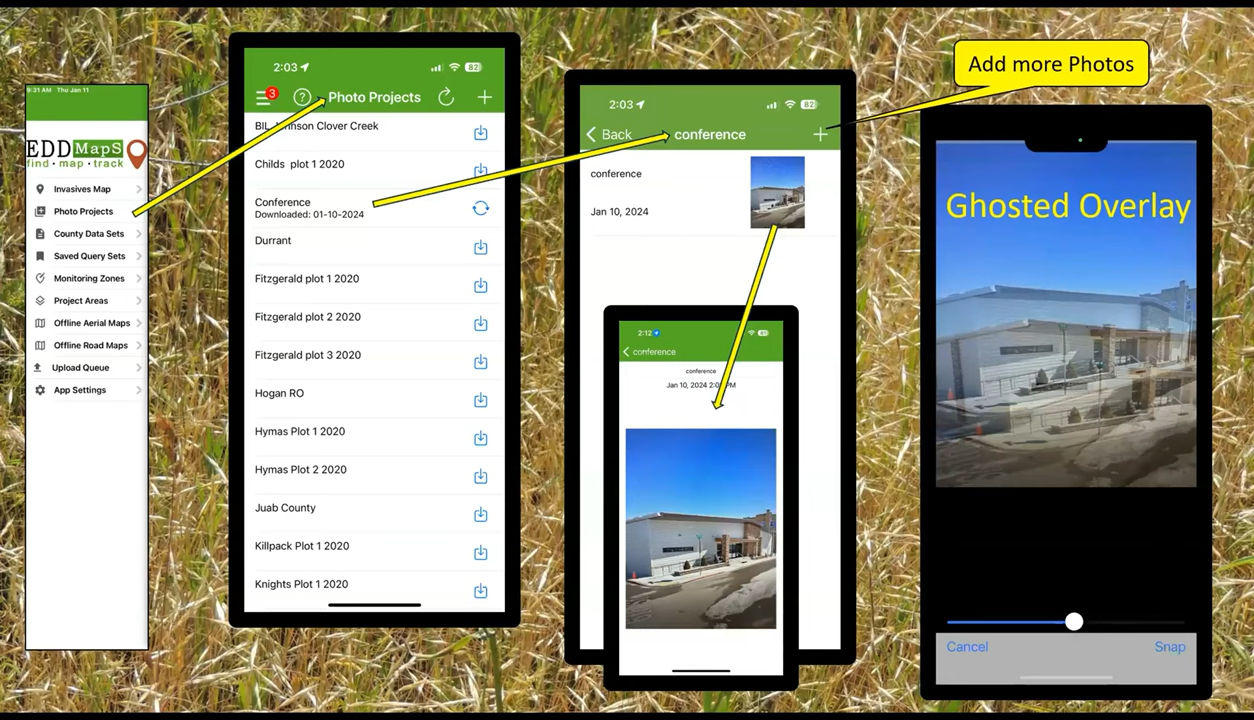 9:31 AM Thu Jan 11
EDDMapS
find · map · track
Invasives Map
Photo Projects
County Data Sets
Saved Query Sets
Monitoring Zones
Project Areas
Offline Aerial Maps
Offline Road Maps
Upload Queue
App Settings
2:03
82
3
?
Photo Projects
Clover Creek
Childs plot 1 2020
Conference
Downloaded: 01-10-2024
Durrant
Fitzgerald plot 1 2020
Fitzgerald plot 2 2020
Fitzgerald plot 3 2020
Hogan RO
Hymas Plot 1 2020
Hymas Plot 2 2020
Juab County
Killpack Plot 1 2020
Knights Plot 1 2020
2:03
82
Back
conference
conference
Jan 10, 2024
2:12
conference
conference
Jan 10, 2024
Add more Photos
Ghosted Overlay
Cancel
Snap